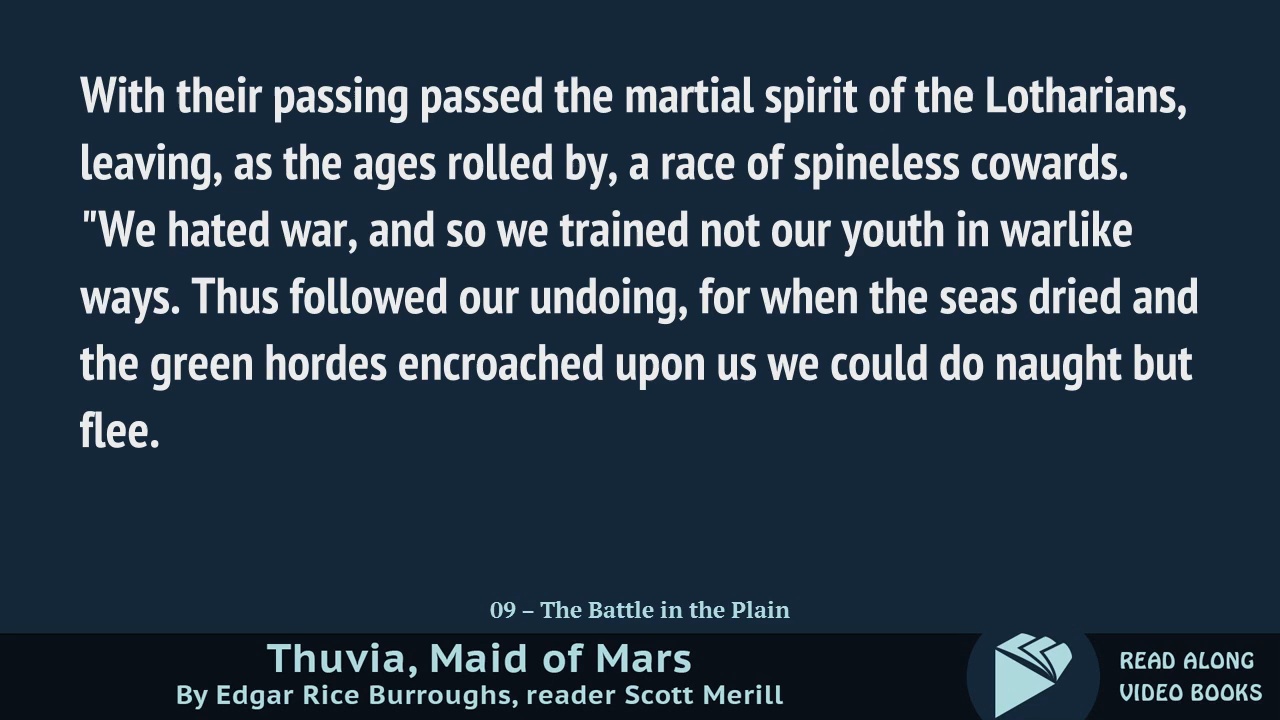 With their passing passed the martial spirit of the Lotharians,
leaving, as the ages rolled by, a race of spineless cowards.
"We hated war, and so we trained not our youth in warlike
ways. Thus followed our undoing, for when the seas dried and
the green hordes encroached upon us we could do naught but
flee.
09 – The Battle in the Plain
Thuvia, Maid of Mars
By Edgar Rice Burroughs, reader Scott Merill
READ ALONG
VIDEO BOOKS